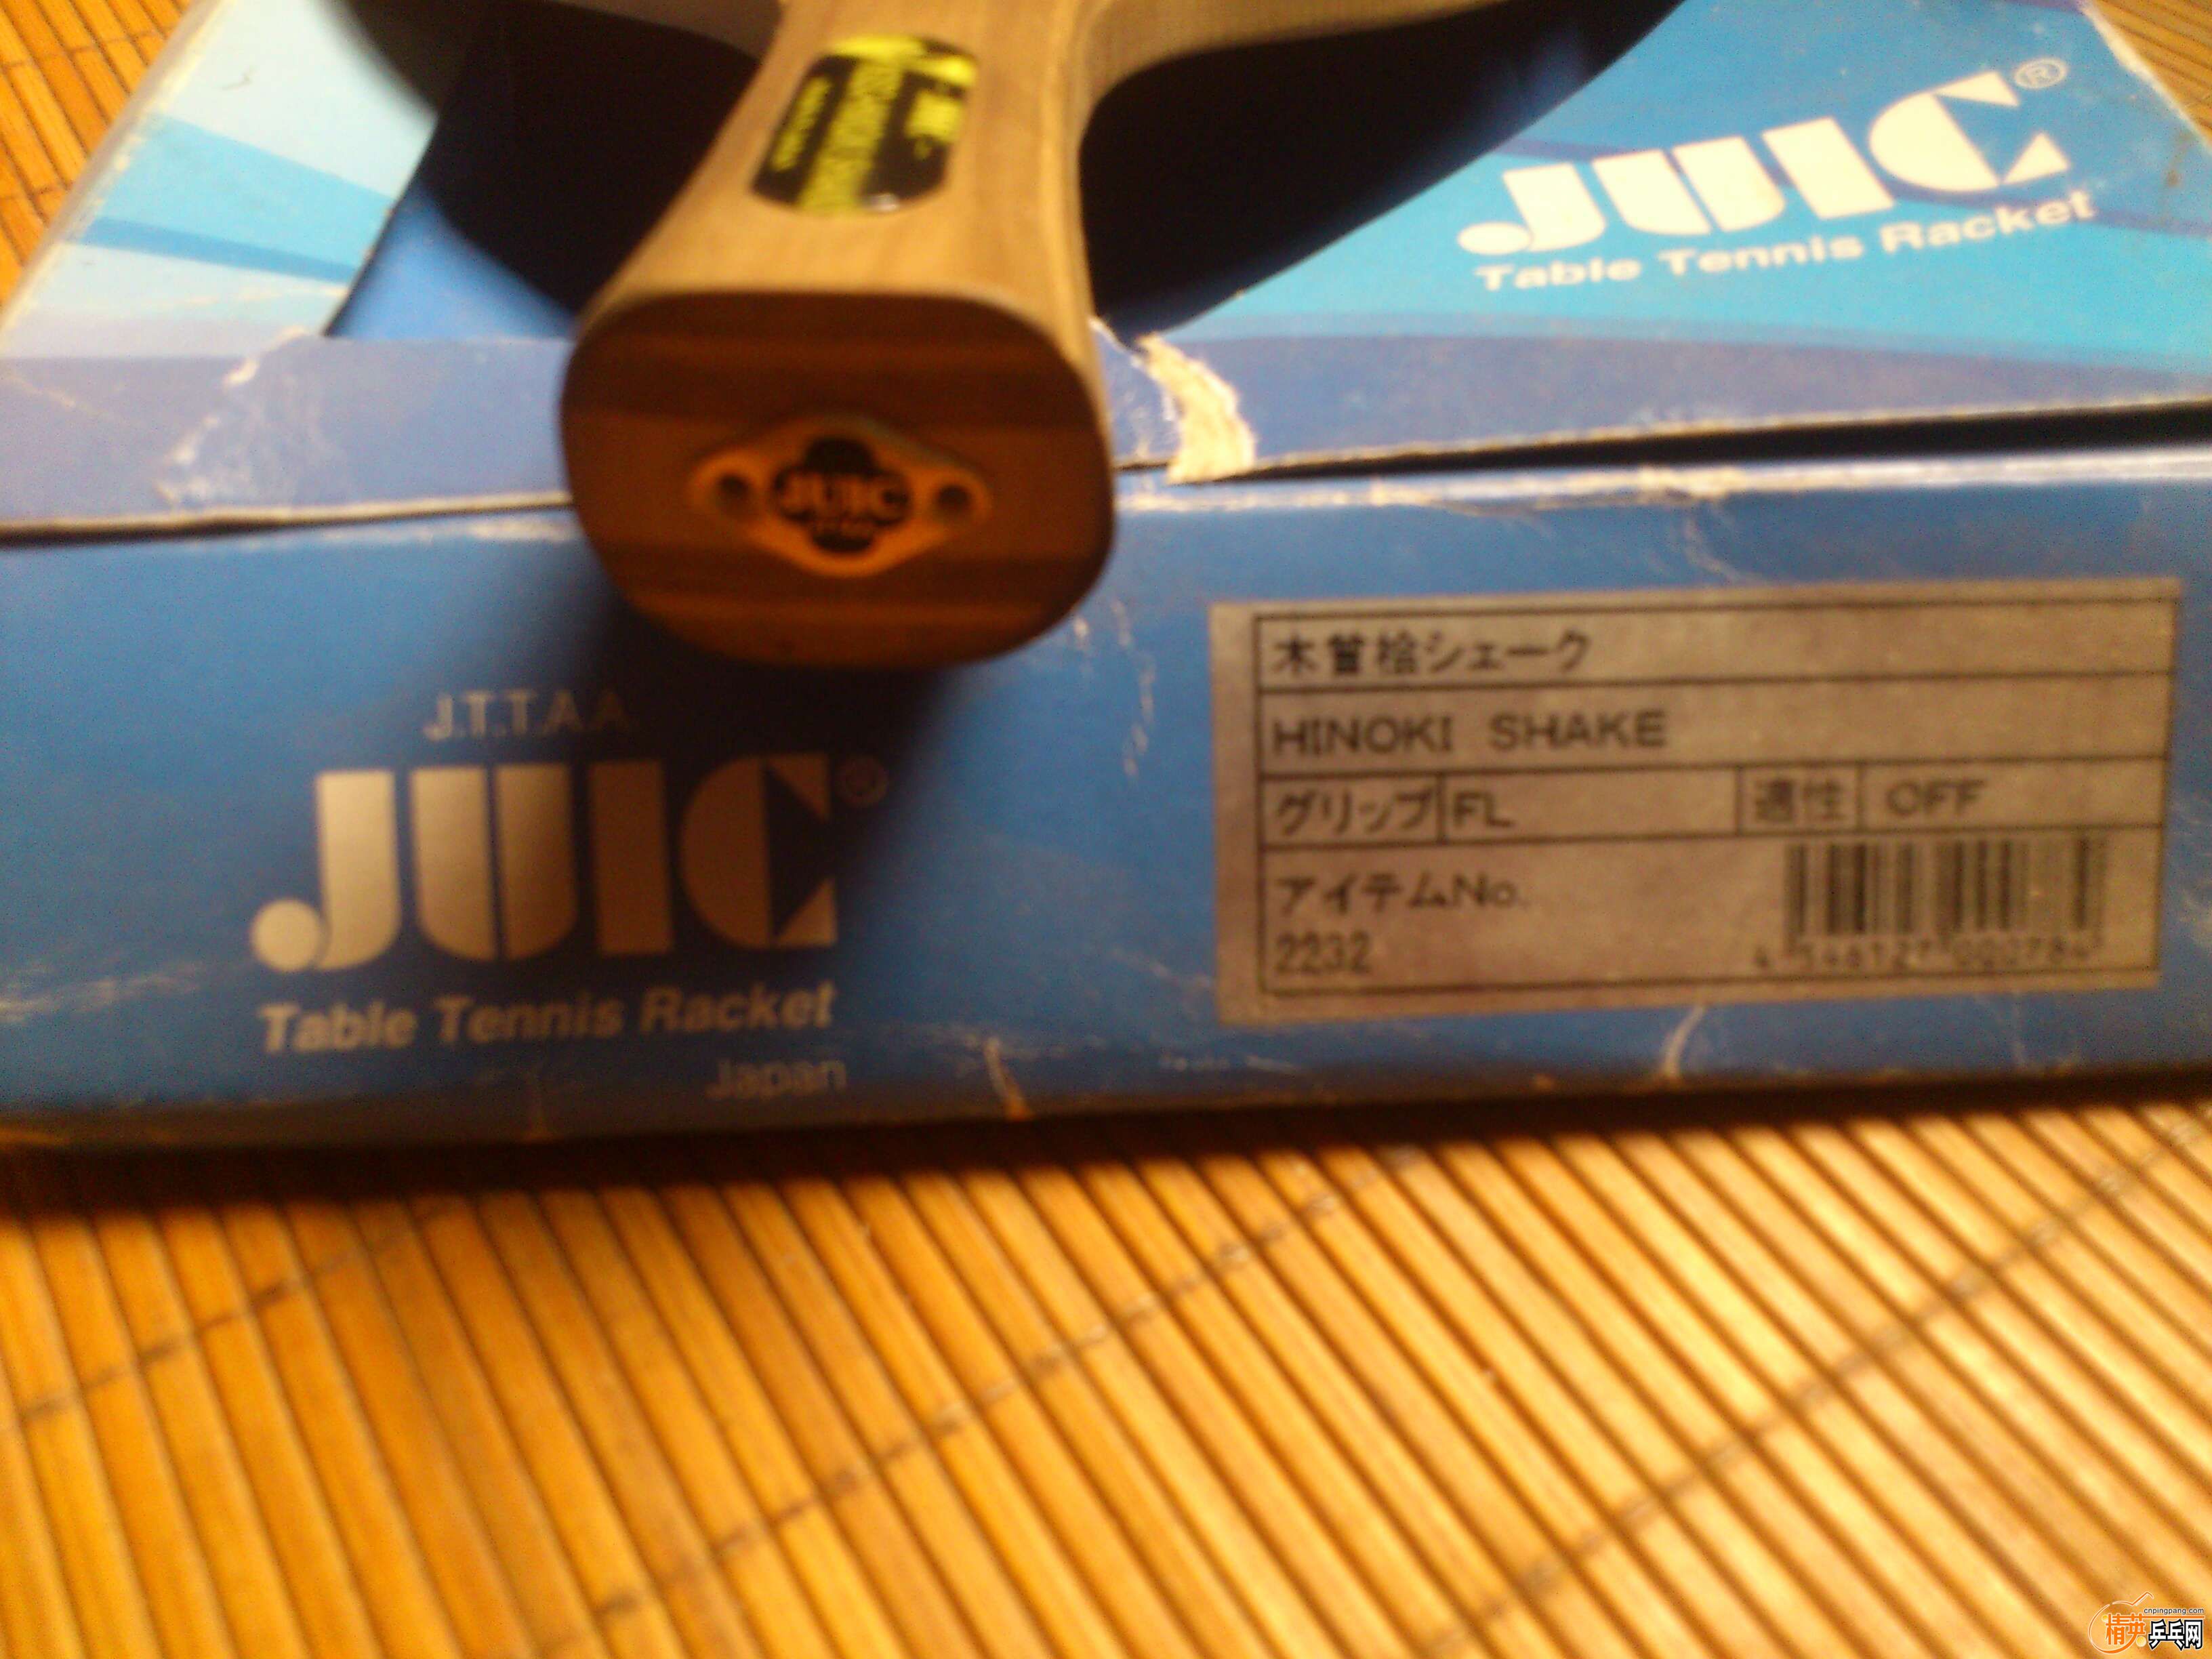 JUIC®
Table Tennis Racket
JUIC
J.T.T.A.A
JUIC®
Table Tennis Racket
Japan
木曽桧シェーク
HINOKI SHAKE
グリップ FL 適性 OFF
アイテムNo.
2232
cnpingpang.com
精英乒乓网